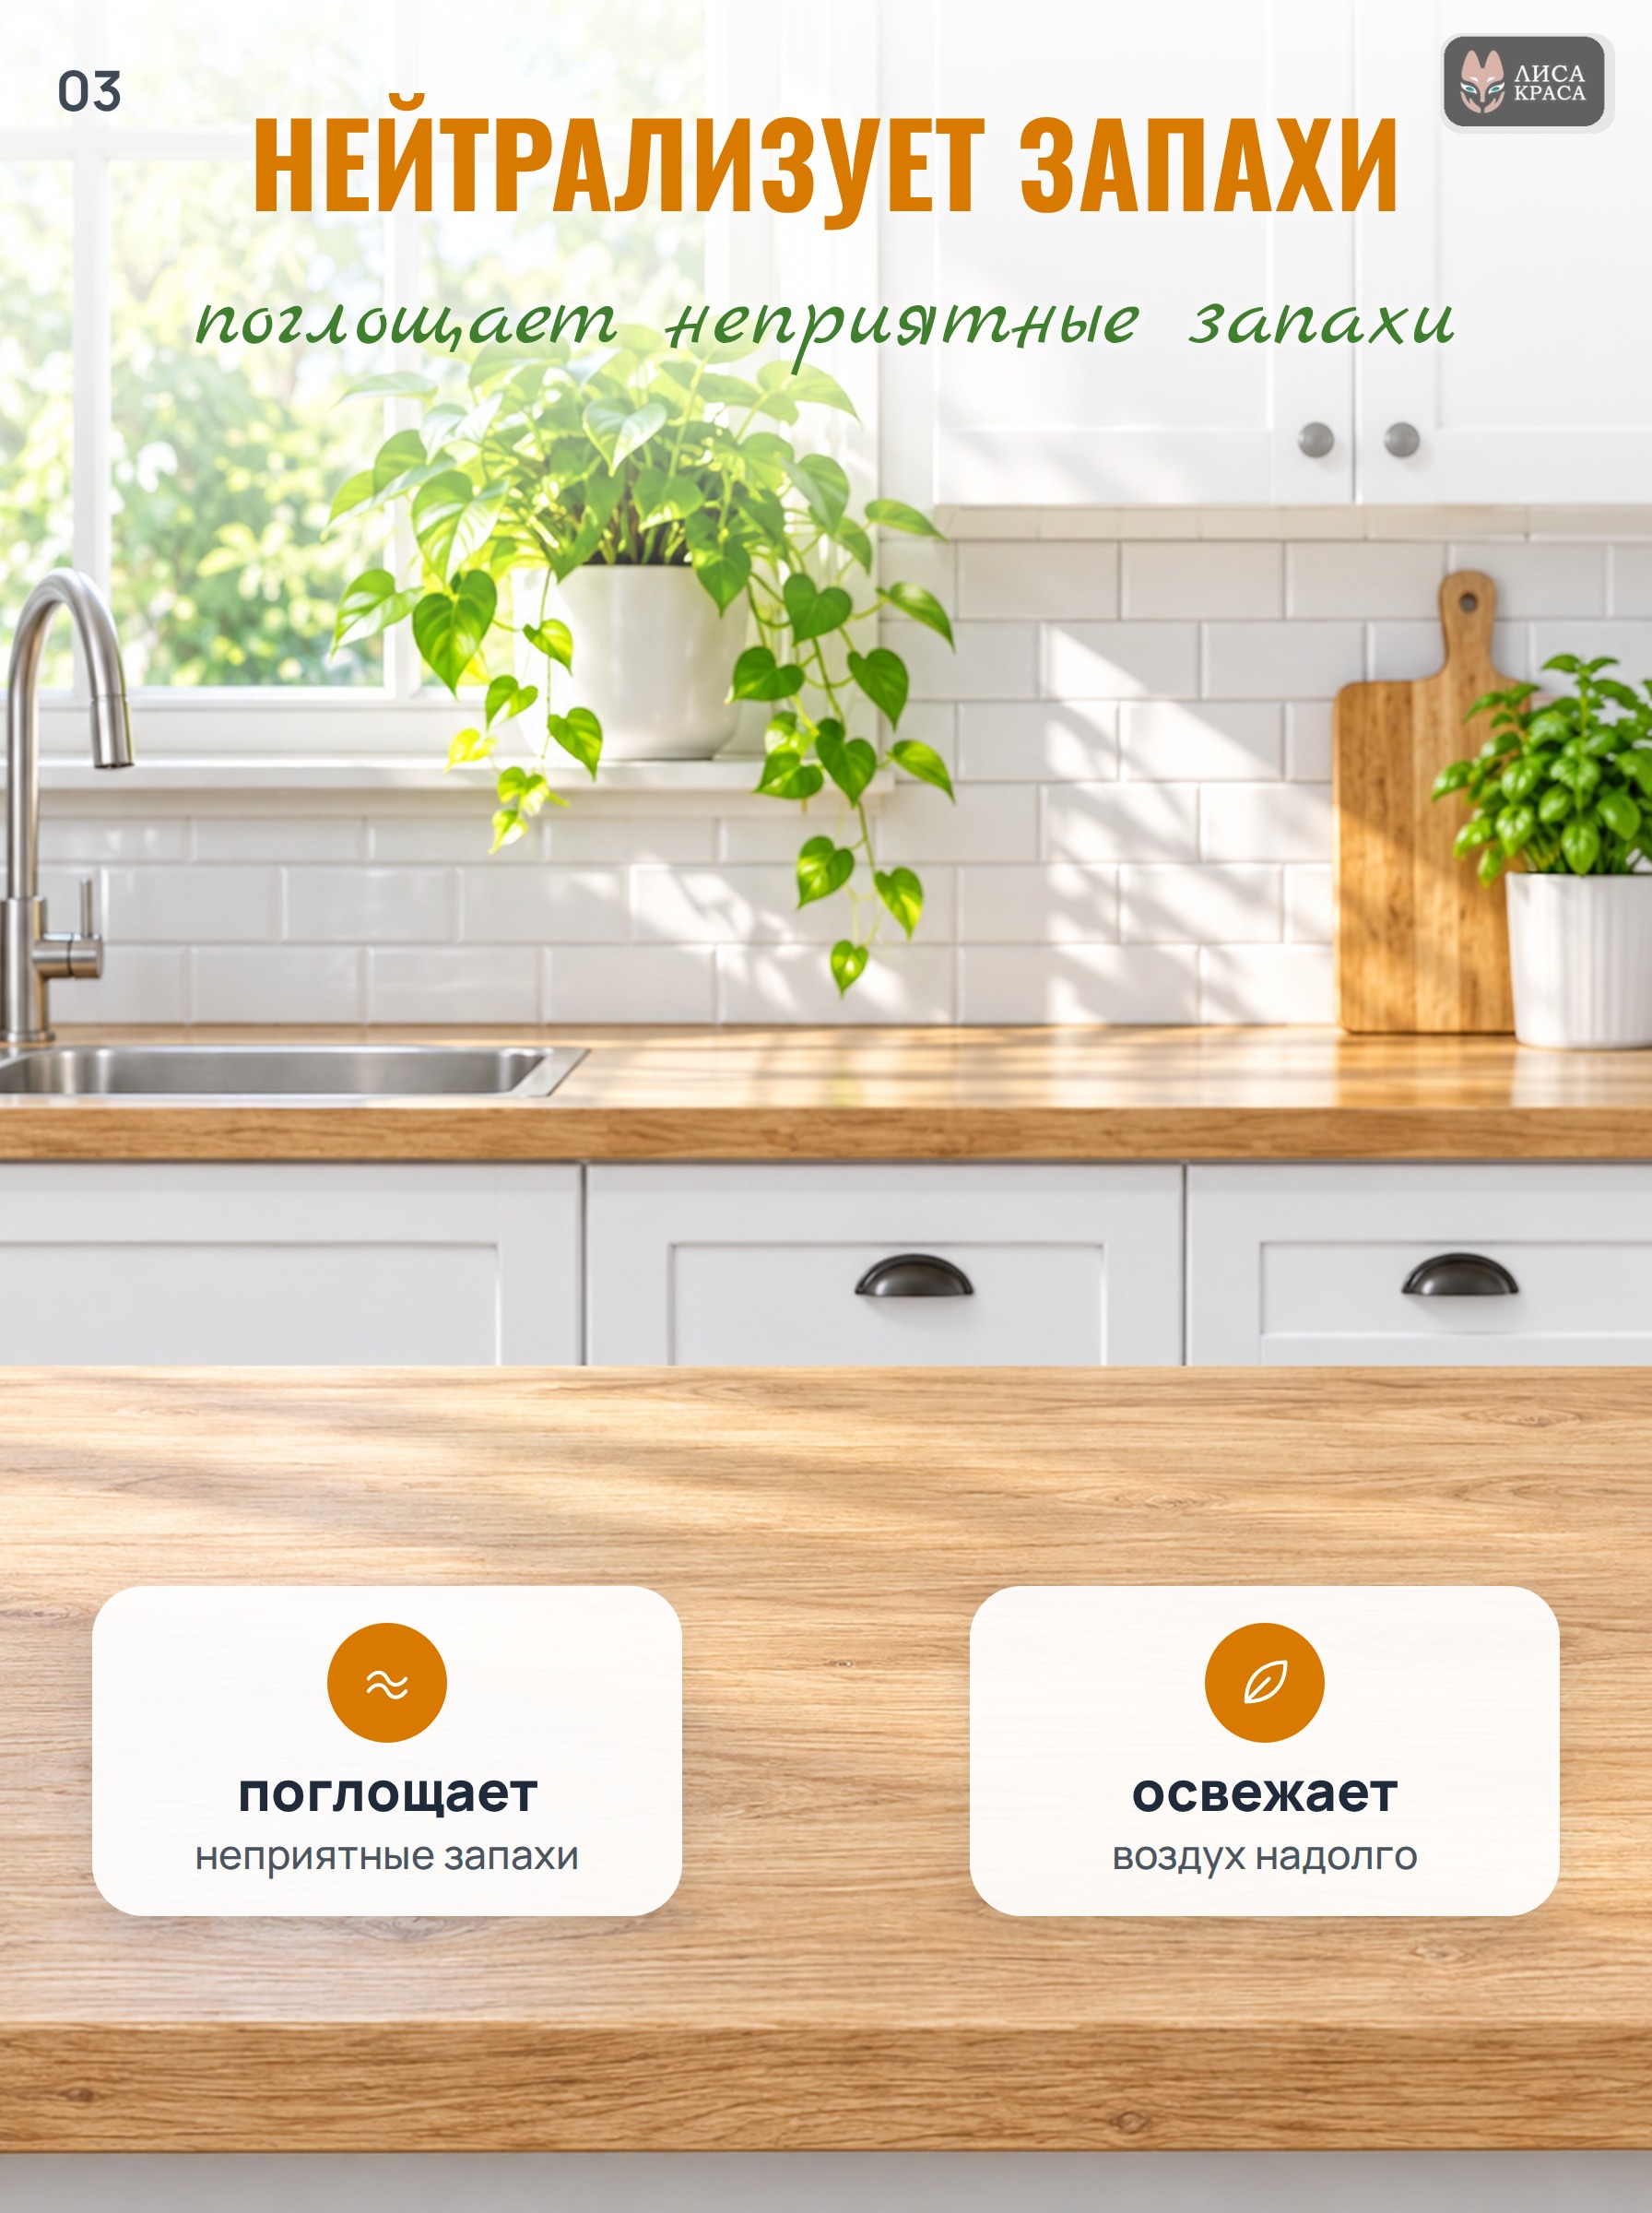 03
ЛИСА
КРАСА
НЕЙТРАЛИЗУЕТ ЗАПАХИ
поглощает неприятные запахи
поглощает
неприятные запахи
освежает
воздух надолго